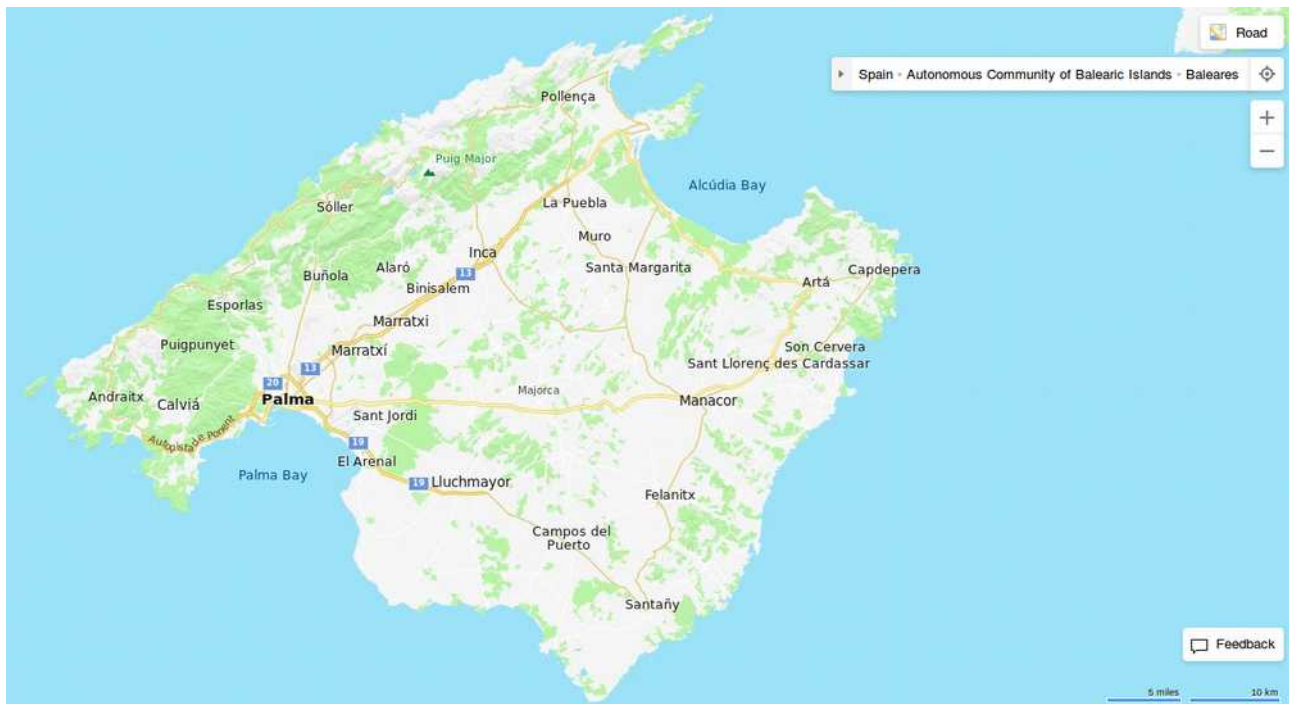 Road
Spain • Autonomous Community of Balearic Islands • Baleares
+
−
Pollença
Puig Major
Alcúdia Bay
La Puebla
Sóller
Muro
Inca
Santa Margarita
Alaró
Buñola
13
Capdepera
Artá
Binisalem
Esporlas
Marratxi
Puigpunyet
Marratxí
Son Cervera
Sant Llorenç des Cardassar
13
20
Majorca
Andraitx
Calviá
Palma
Manacor
Sant Jordi
Autopista de Ponent
19
El Arenal
Palma Bay
19
Lluchmayor
Felanitx
Campos del
Puerto
Santañy
Feedback
5 miles
10 km